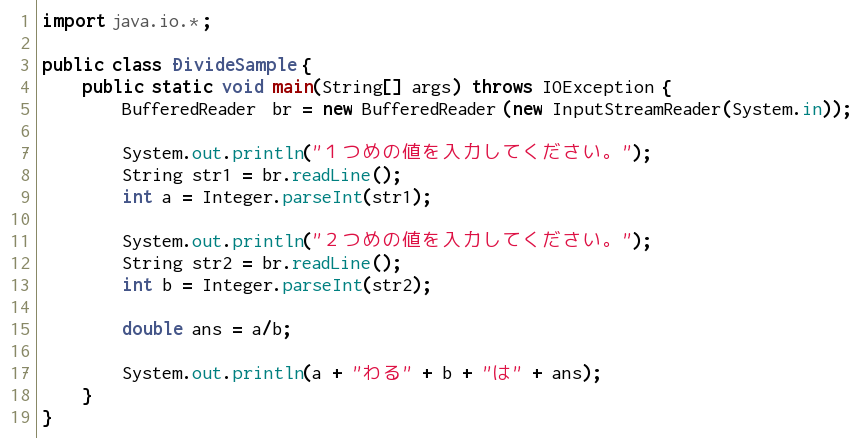 1 import java.io.*;
2
3 public class DivideSample {
4 public static void main(String[] args) throws IOException {
5 BufferedReader br = new BufferedReader (new InputStreamReader(System.in));
6
7 System.out.println("１つめの値を入力してください。");
8 String str1 = br.readLine();
9 int a = Integer.parseInt(str1);
10
11 System.out.println("２つめの値を入力してください。");
12 String str2 = br.readLine();
13 int b = Integer.parseInt(str2);
14
15 double ans = a/b;
16
17 System.out.println(a + "わる" + b + "は" + ans);
18 }
19 }